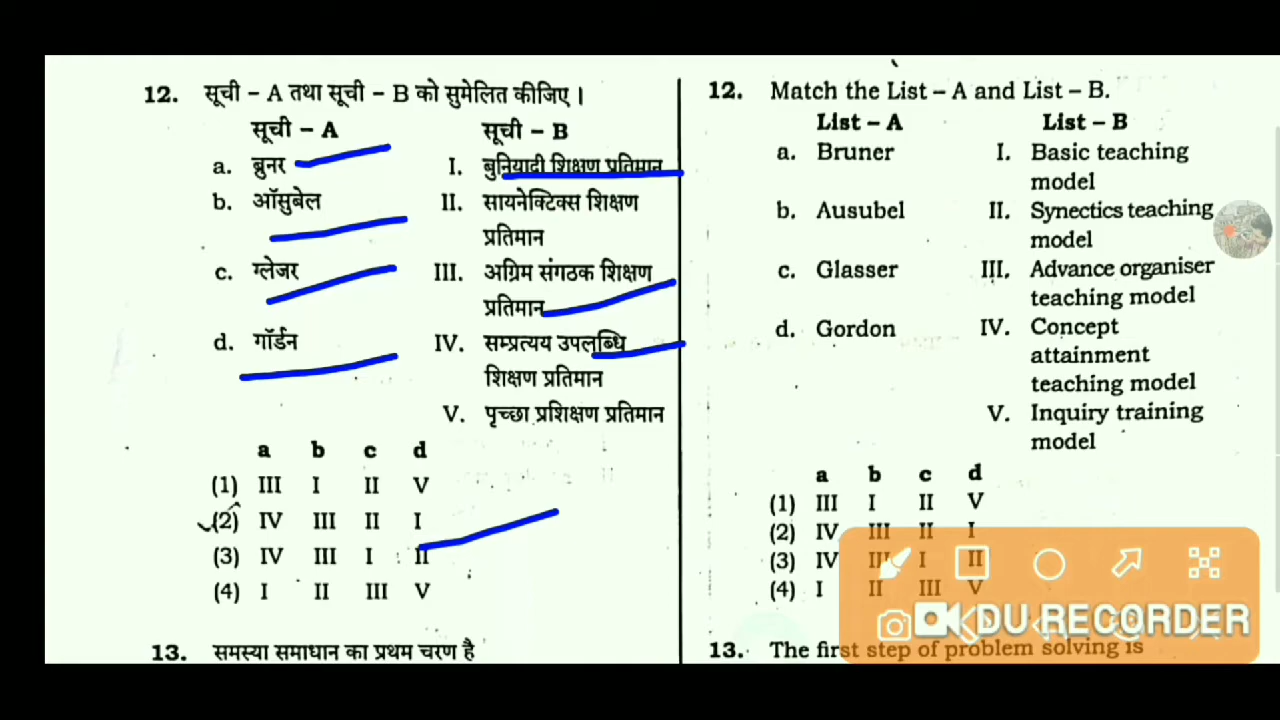 12. सूची – A तथा सूची – B को सुमेलित कीजिए ।
सूची – A सूची – B
a. ब्रुनर I. बुनियादी शिक्षण प्रतिमान
b. ऑसुबेल II. सायनेक्टिक्स शिक्षण
प्रतिमान
c. ग्लेजर III. अग्रिम संगठक शिक्षण
प्रतिमान
d. गॉर्डन IV. सम्प्रत्यय उपलब्धि
शिक्षण प्रतिमान
V. पृच्छा प्रशिक्षण प्रतिमान
a b c d
(1) III I II V
(2) IV III II I
(3) IV III I II
(4) I II III V
13. समस्या समाधान का प्रथम चरण है
12. Match the List – A and List – B.
List – A List – B
a. Bruner I. Basic teaching
model
b. Ausubel II. Synectics teaching
model
c. Glasser III. Advance organiser
teaching model
d. Gordon IV. Concept
attainment
teaching model
V. Inquiry training
model
a b c d
(1) III I II V
(2) IV III II I
(3) IV III I II
(4) I II III V
DU RECORDER
13. The first step of problem solving is